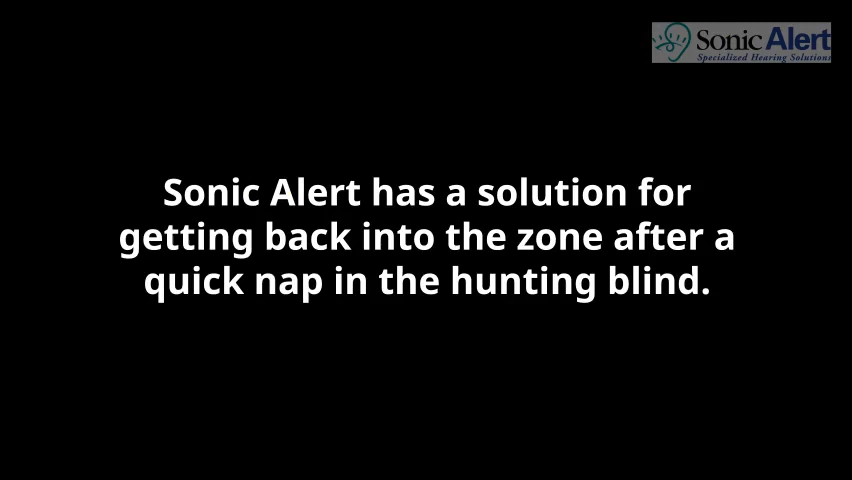 Sonic Alert
Specialized Hearing Solutions
Sonic Alert has a solution for
getting back into the zone after a
quick nap in the hunting blind.